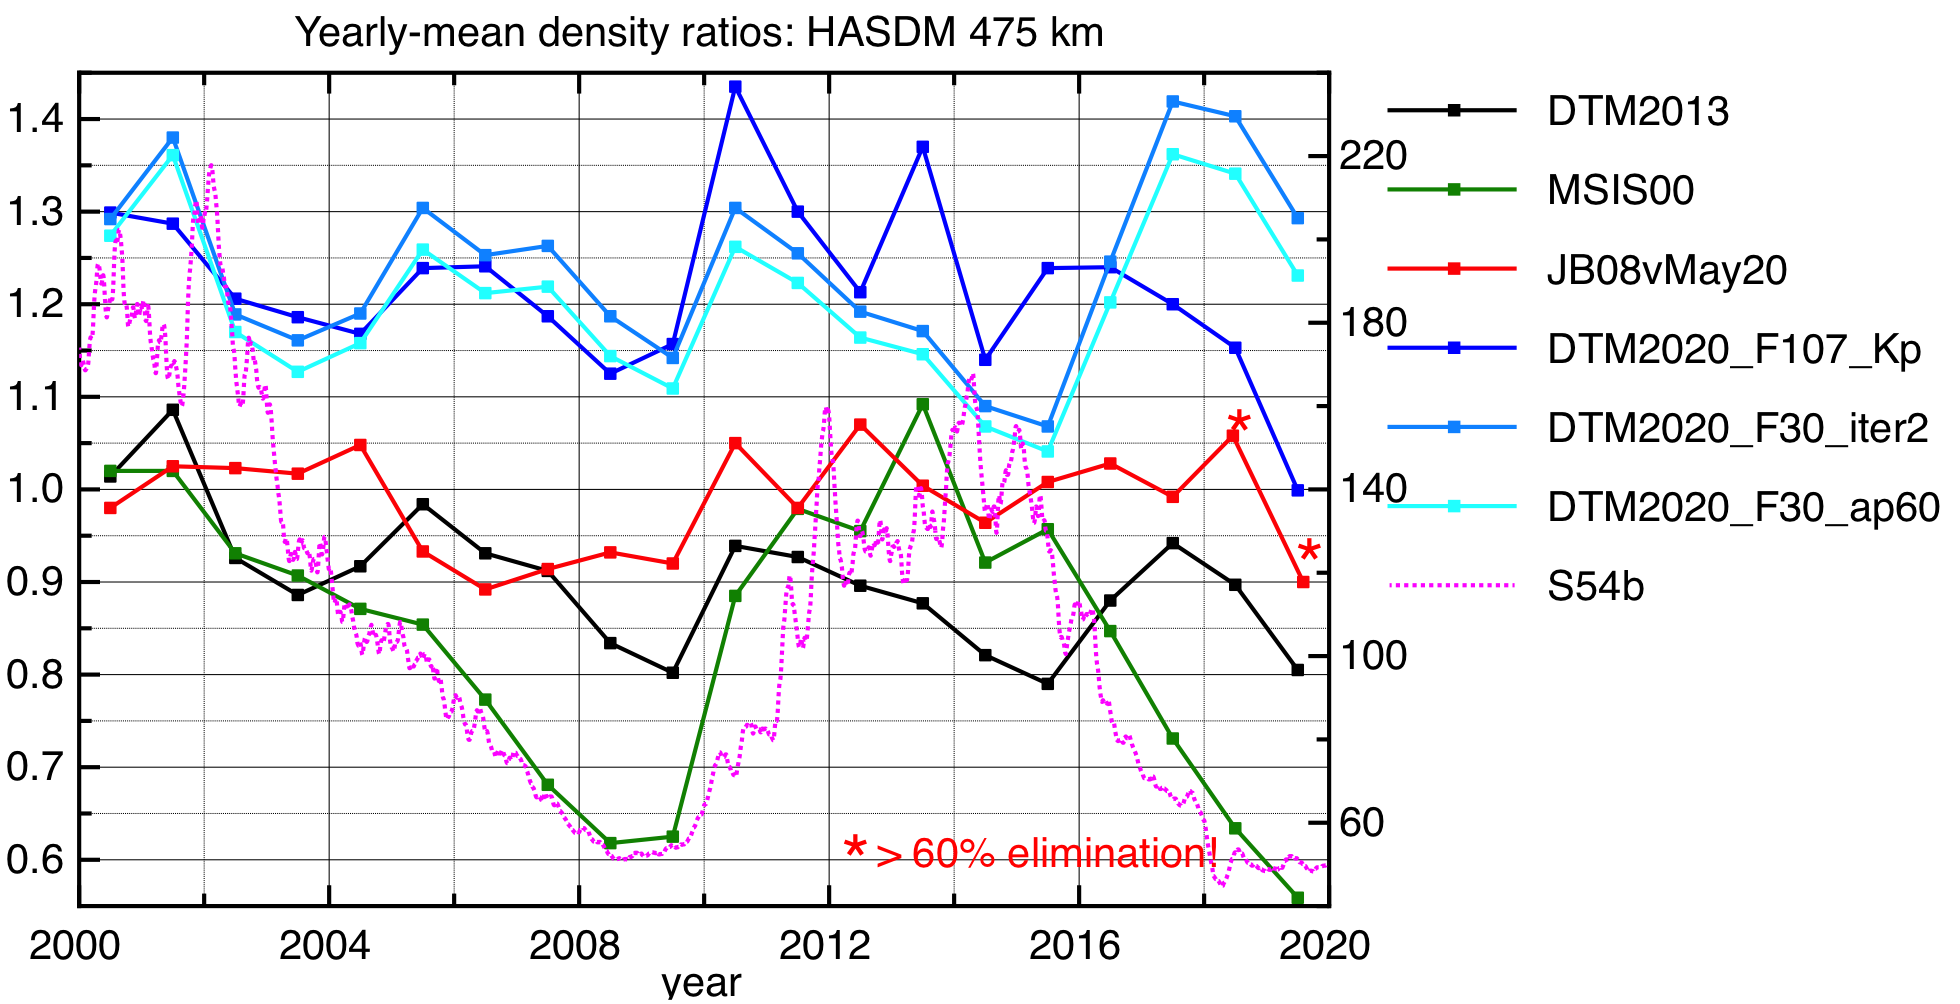 Yearly-mean density ratios: HASDM 475 km
1.4
1.3
1.2
1.1
1.0
0.9
0.8
0.7
0.6
220
180
140
100
60
*
*
* > 60% elimination!
2000 2004 2008 2012 2016 2020
year
DTM2013
MSIS00
JB08vMay20
DTM2020_F107_Kp
DTM2020_F30_iter2
DTM2020_F30_ap60
S54b